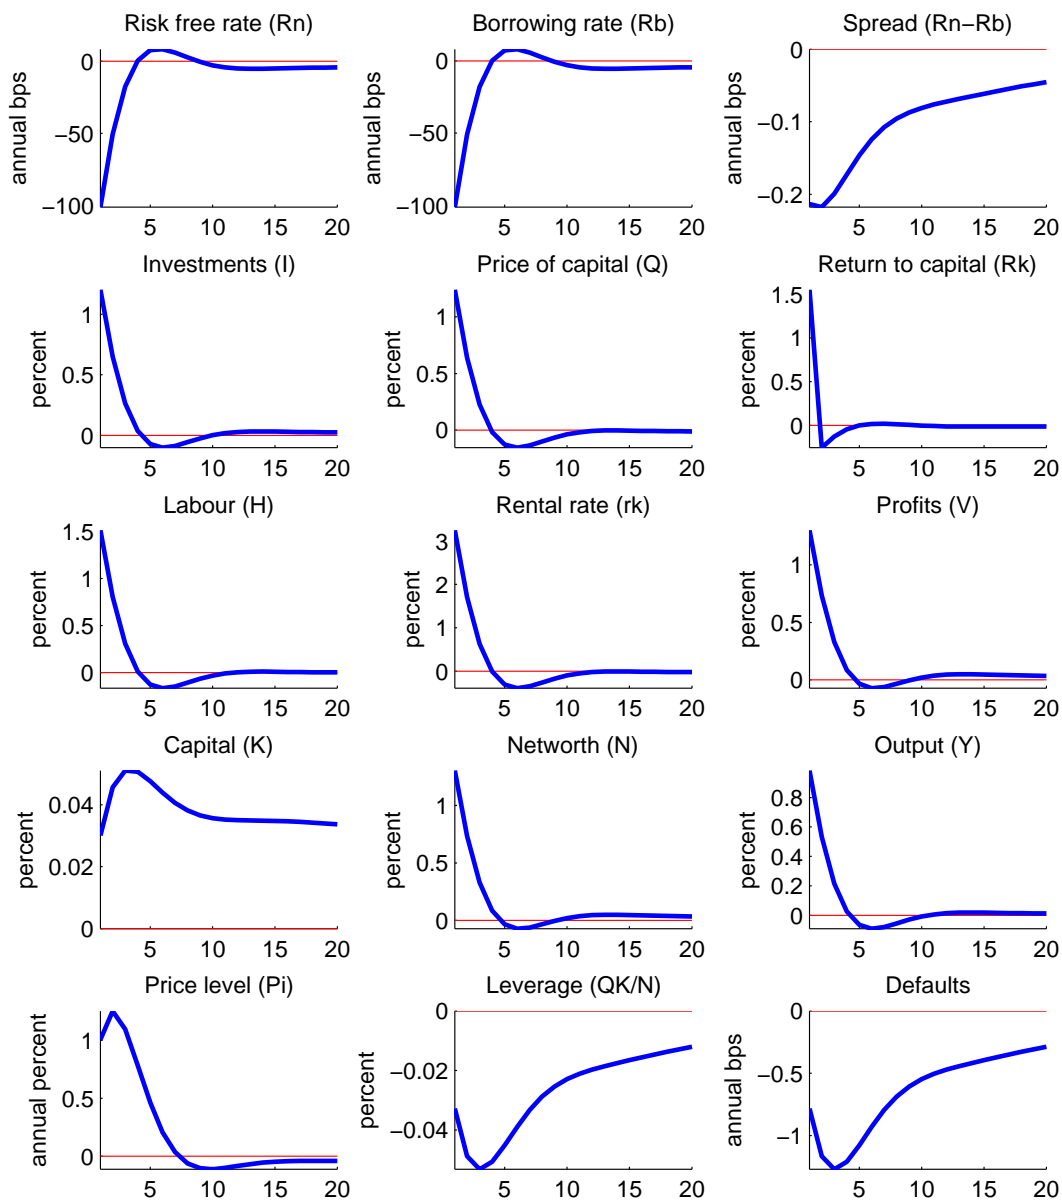 Risk free rate (Rn)
Borrowing rate (Rb)
Spread (Rn−Rb)
annual bps
0
−50
−100
5 10 15 20
annual bps
0
−50
−100
5 10 15 20
0
−0.1
−0.2
5 10 15 20
annual bps
Investments (I)
Price of capital (Q)
Return to capital (Rk)
percent
1
0.5
0
5 10 15 20
percent
1
0.5
0
5 10 15 20
percent
1.5
1
0.5
0
5 10 15 20
Labour (H)
Rental rate (rk)
Profits (V)
percent
1.5
1
0.5
0
5 10 15 20
percent
3
2
1
0
5 10 15 20
percent
1
0.5
0
5 10 15 20
Capital (K)
Networth (N)
Output (Y)
percent
0.04
0.02
0
5 10 15 20
percent
1
0.5
0
5 10 15 20
percent
0.8
0.6
0.4
0.2
0
5 10 15 20
Price level (Pi)
Leverage (QK/N)
Defaults
annual percent
1
0.5
0
5 10 15 20
percent
0
−0.02
−0.04
5 10 15 20
annual bps
0
−0.5
−1
5 10 15 20